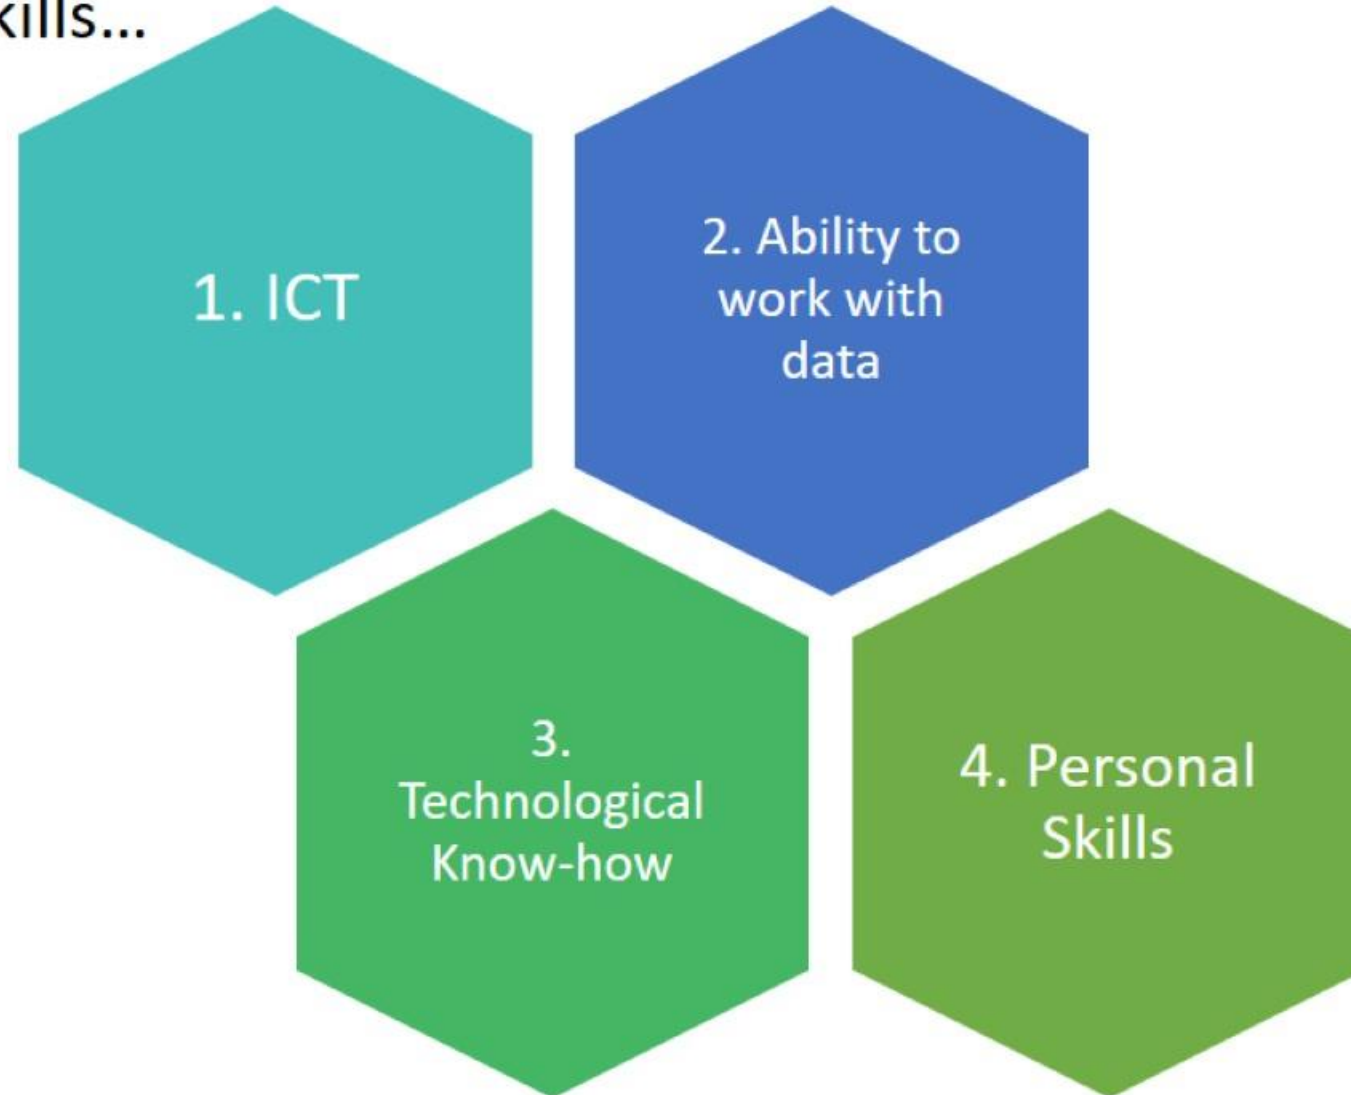 kills...
1. ICT
2. Ability to
work with
data
3.
Technological
Know-how
4. Personal
Skills